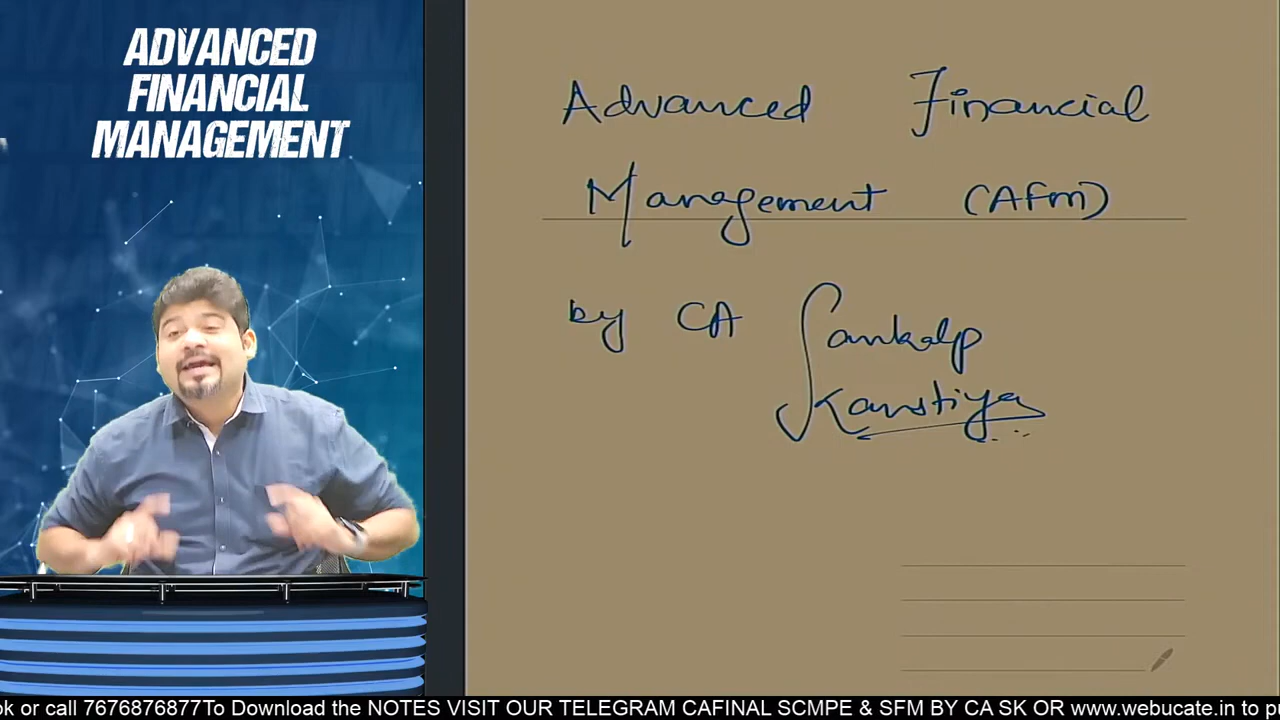 ADVANCED
FINANCIAL
MANAGEMENT
Advanced Financial
Management (AFM)
by CA Sankalp
Kanstiya
ok or call 7676876877To Download the NOTES VISIT OUR TELEGRAM CAFINAL SCMPE & SFM BY CA SK OR www.webucate.in to p